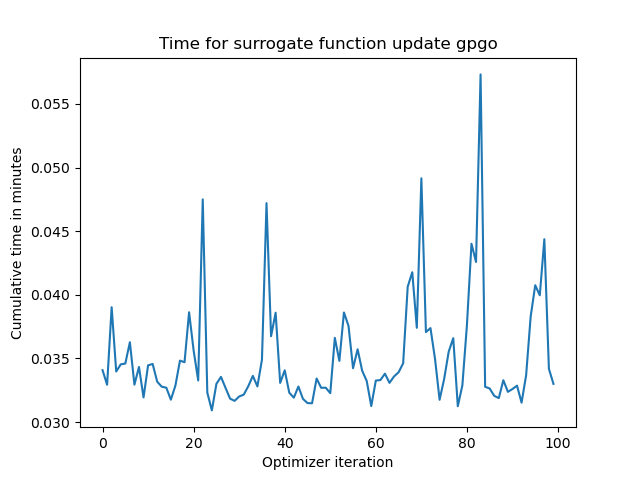 Time for surrogate function update gpgo
Cumulative time in minutes
0.055
0.050
0.045
0.040
0.035
0.030
0 20 40 60 80 100
Optimizer iteration